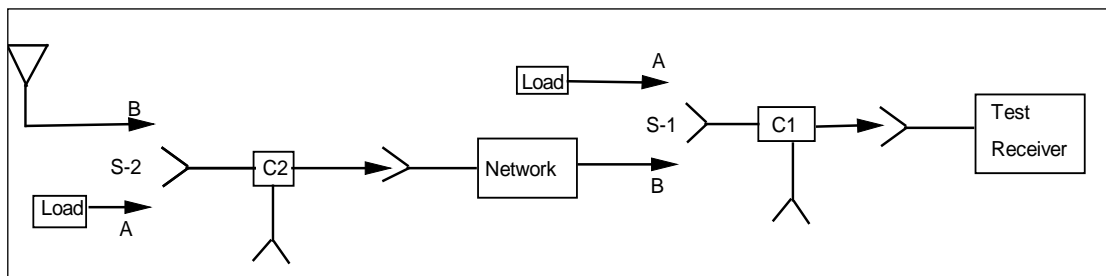 A
Load
B
S-1
C1
Test
Receiver
S-2
C2
Network
B
Load
A